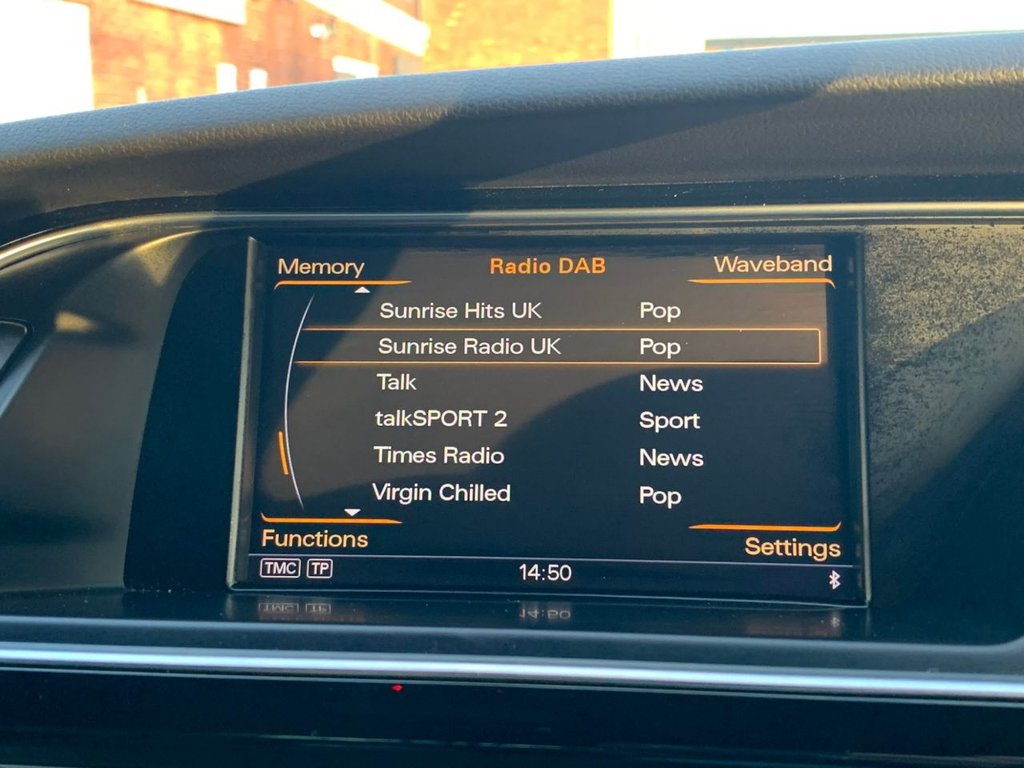 Memory Radio DAB Waveband
Sunrise Hits UK Pop
Sunrise Radio UK Pop
Talk News
talkSPORT 2 Sport
Times Radio News
Virgin Chilled Pop
Functions Settings
TMC TP 14:50